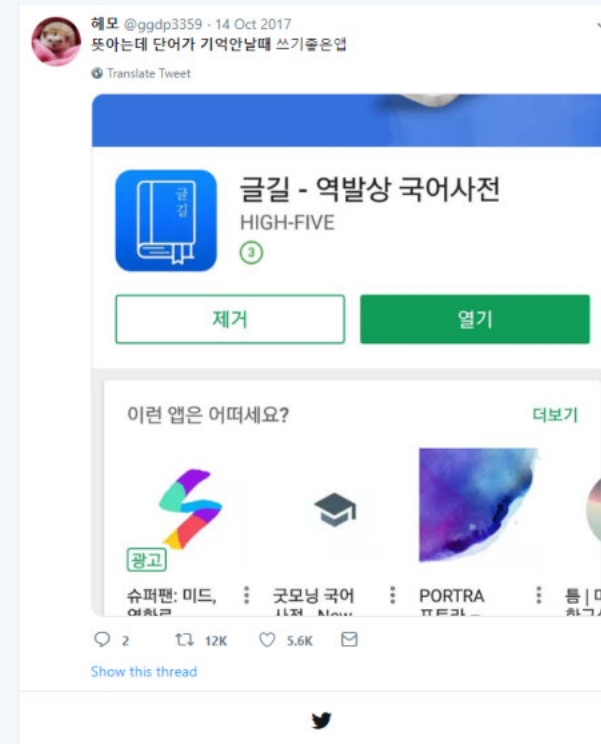 헤모 @ggdp3359 · 14 Oct 2017
뜻아는데 단어가 기억안날때 쓰기좋은앱
Translate Tweet
글길
글길 - 역발상 국어사전
HIGH-FIVE
3
제거
열기
이런 앱은 어떠세요?
더보기
광고
슈퍼팬: 미드,
굿모닝 국어
PORTRA
틈 |
2
12K
5.6K
Show this thread